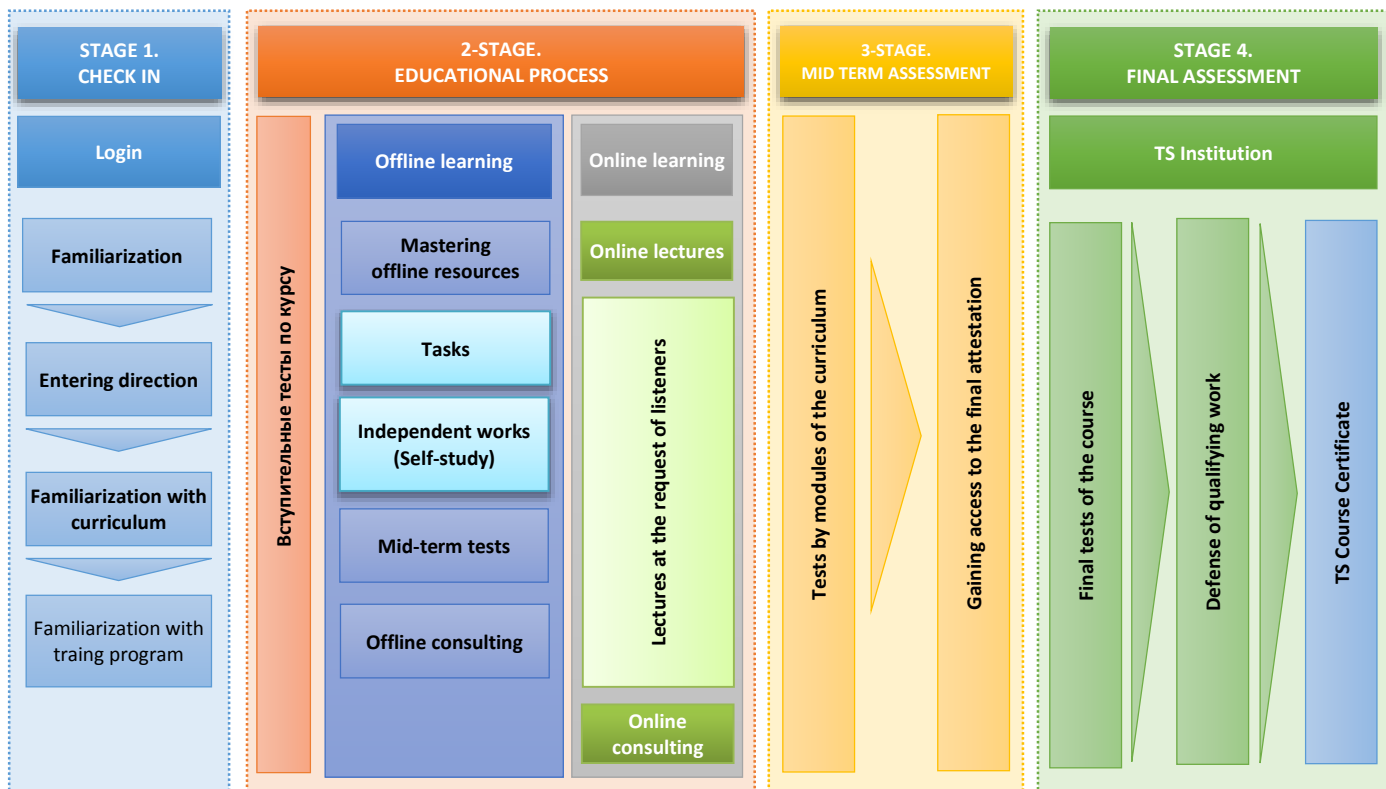 STAGE 1.
CHECK IN
Login
Familiarization
Entering direction
Familiarization with
curriculum
Familiarization with
traing program
2-STAGE.
EDUCATIONAL PROCESS
Вступительные тесты по курсу
Offline learning
Mastering
offline resources
Tasks
Independent works
(Self-study)
Mid-term tests
Offline consulting
Online learning
Online lectures
Lectures at the request of listeners
Online
consulting
3-STAGE.
MID TERM ASSESSMENT
Tests by modules of the curriculum
Gaining access to the final attestation
STAGE 4.
FINAL ASSESSMENT
TS Institution
Final tests of the course
Defense of qualifying work
TS Course Certificate